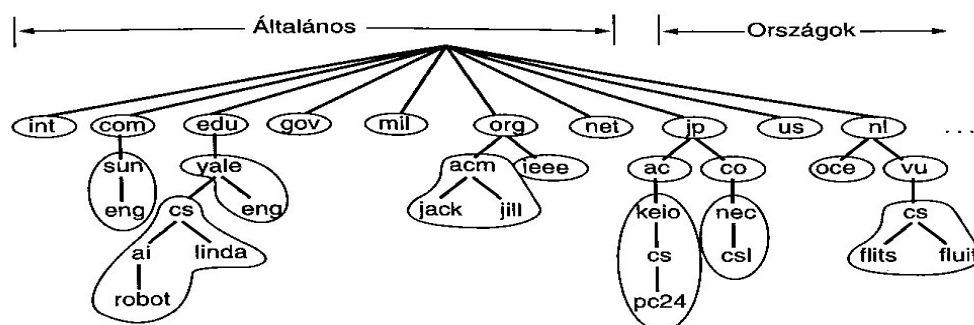 Általános Országok
int com edu gov mil org net jp us nl ....
sun yale acm ieee ac co oce vu
eng cs eng jack jill keio nec cs
ai linda cs csl flits fluit
robot pc24